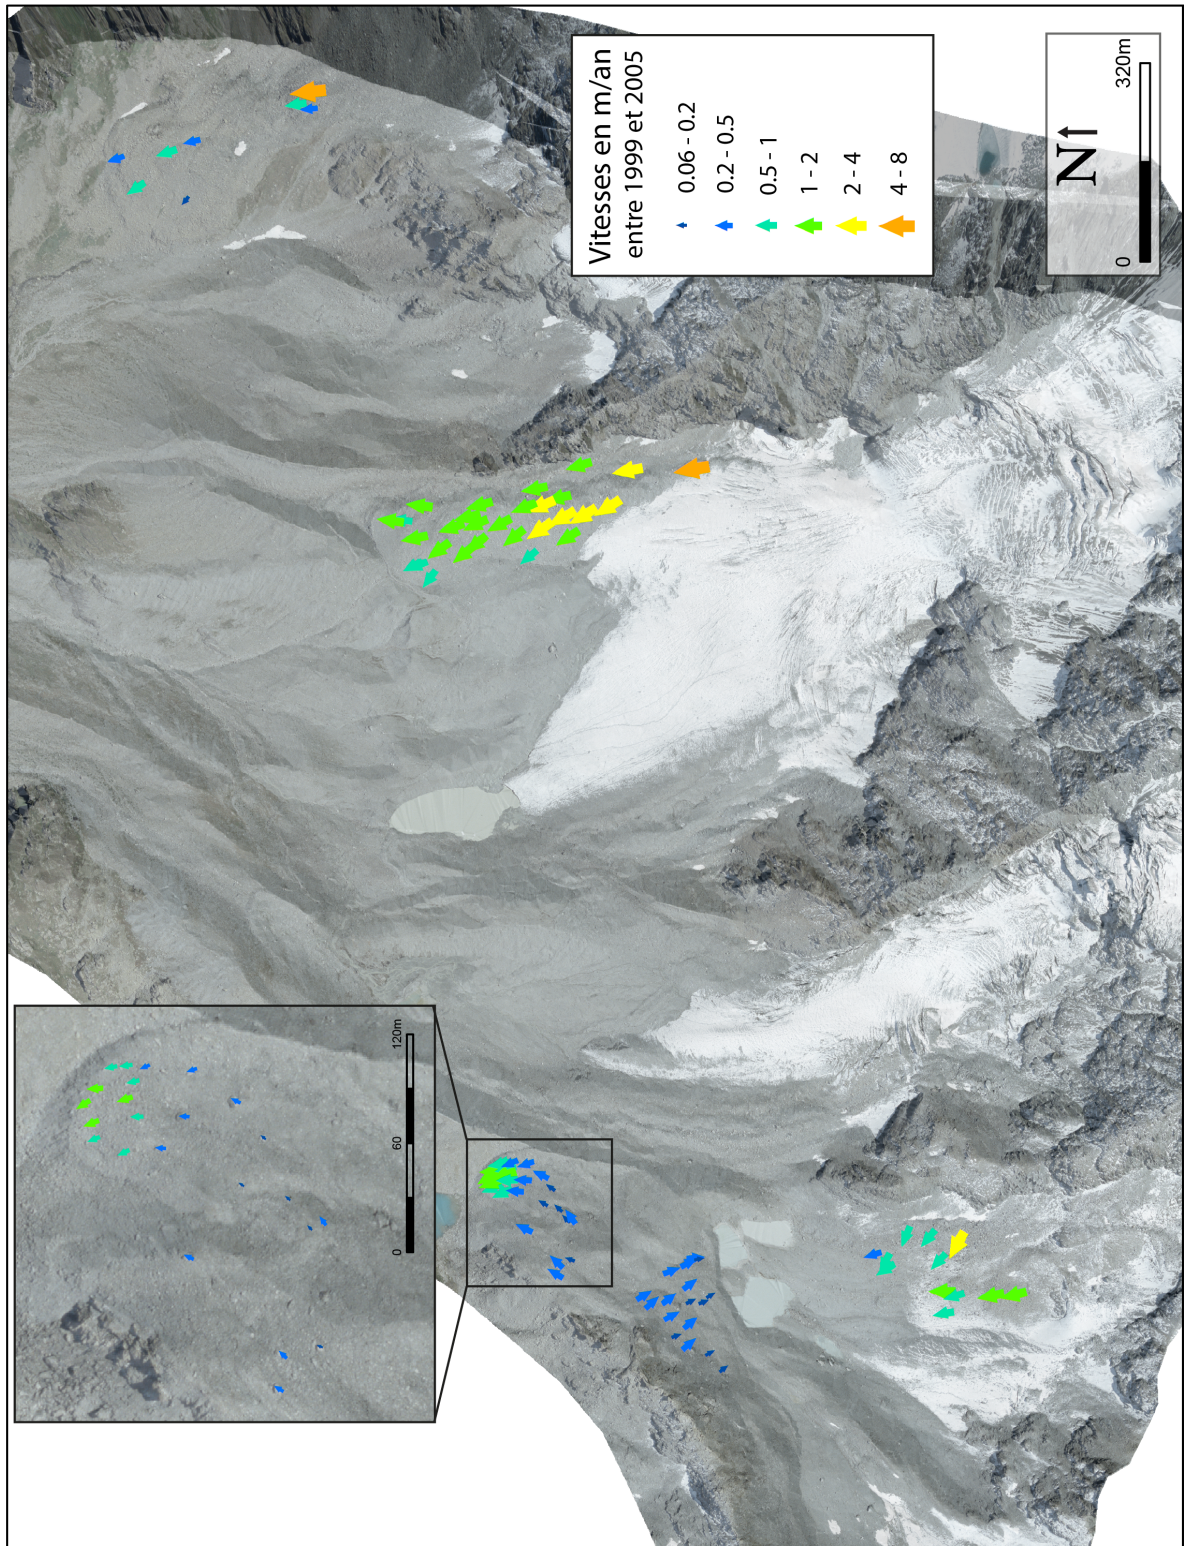 Vitesses en m/an
entre 1999 et 2005
0.06 - 0.2
0.2 - 0.5
0.5 - 1
1 - 2
2 - 4
4 - 8
N
0 320m
0 60 120m